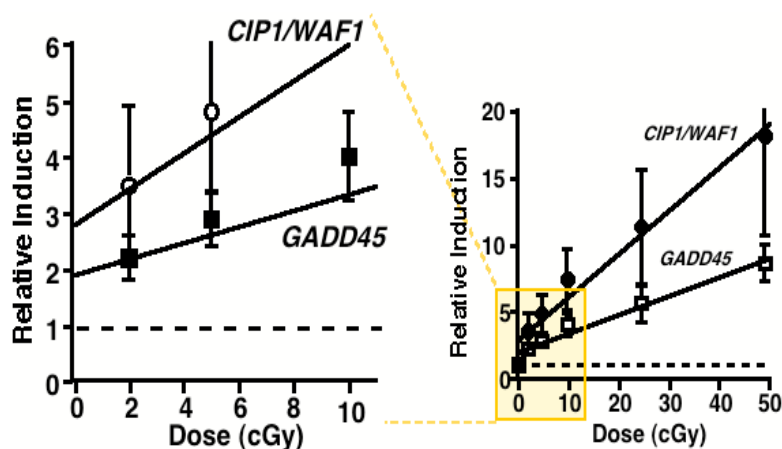 CIP1/WAF1
6
5
4
3
2
1
0
Relative Induction
GADD45
0 2 4 6 8 10
Dose (cGy)
20
15
10
5
0
Relative Induction
CIP1/WAF1
GADD45
0 10 20 30 40 50
Dose (cGy)